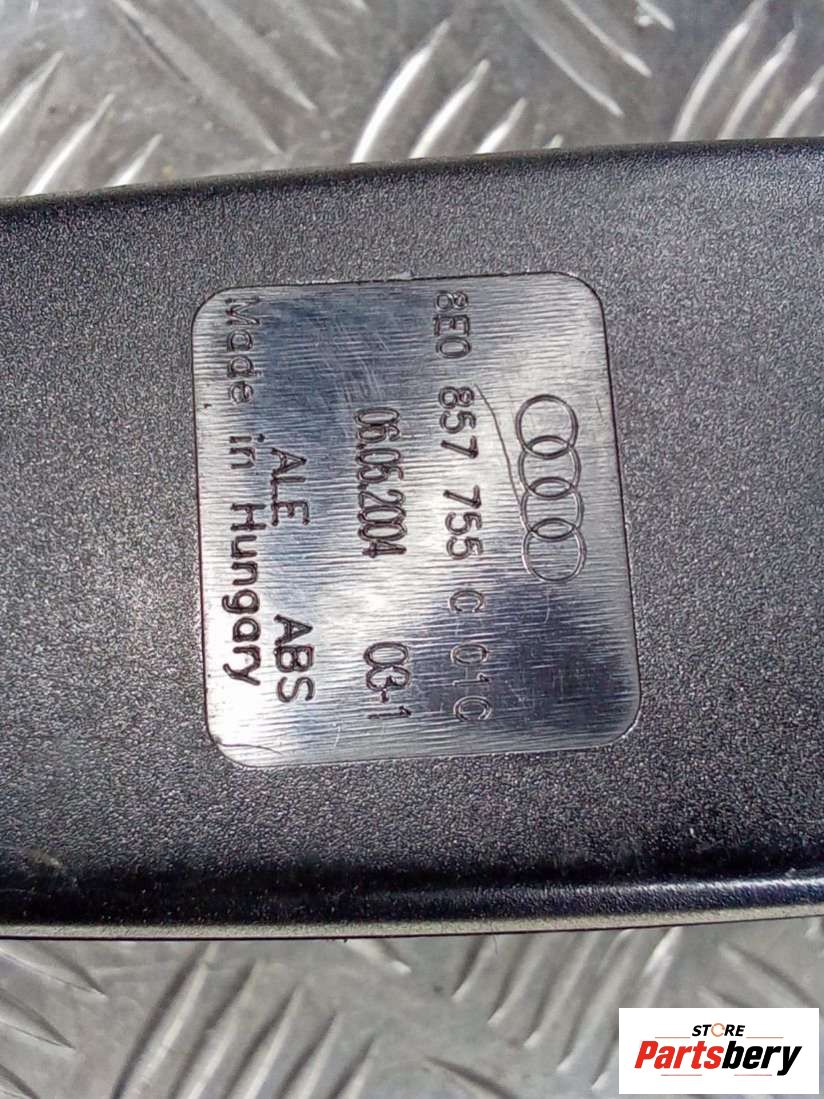 8E0 857 755 C 01C
06.05.2004 03-1
ALE ABS
Made in Hungary
STORE
Partsbery